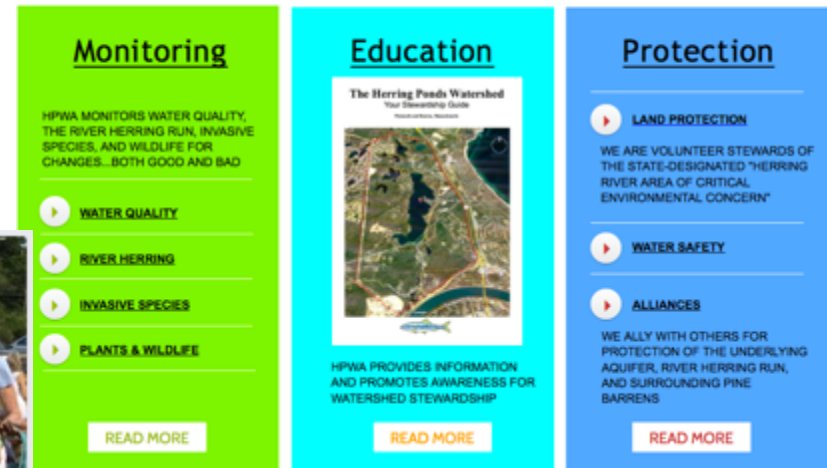 Monitoring
HPWA MONITORS WATER QUALITY,
THE RIVER HERRING RUN, INVASIVE
SPECIES, AND WILDLIFE FOR
CHANGES...BOTH GOOD AND BAD
WATER QUALITY
RIVER HERRING
INVASIVE SPECIES
PLANTS & WILDLIFE
READ MORE
Education
The Herring Ponds Watershed
Your Stewardship Guide
Plymouth and Bourne, Massachusetts
HPWA PROVIDES INFORMATION
AND PROMOTES AWARENESS FOR
WATERSHED STEWARDSHIP
READ MORE
Protection
LAND PROTECTION
WE ARE VOLUNTEER STEWARDS OF
THE STATE-DESIGNATED "HERRING
RIVER AREA OF CRITICAL
ENVIRONMENTAL CONCERN"
WATER SAFETY
ALLIANCES
WE ALLY WITH OTHERS FOR
PROTECTION OF THE UNDERLYING
AQUIFER, RIVER HERRING RUN,
AND SURROUNDING PINE
BARRENS
READ MORE